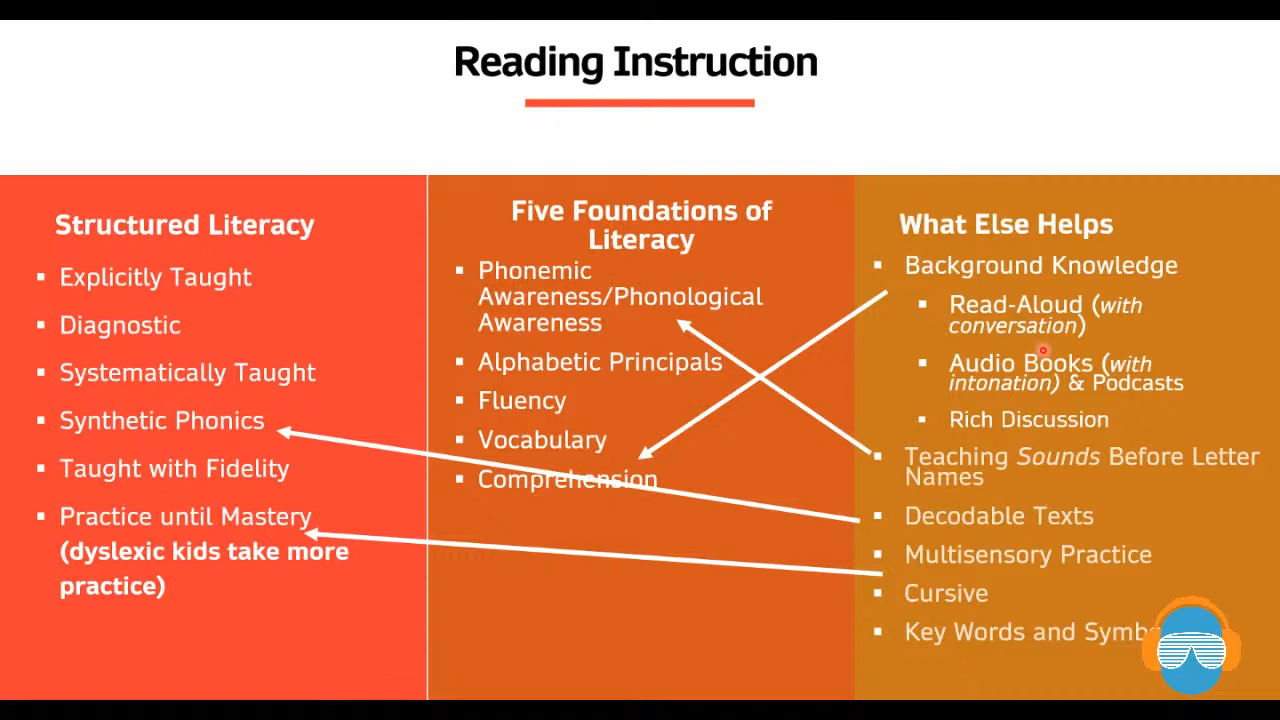 Reading Instruction
Structured Literacy
Explicitly Taught
Diagnostic
Systematically Taught
Synthetic Phonics
Taught with Fidelity
Practice until Mastery
(dyslexic kids take more
practice)
Five Foundations of
Literacy
Phonemic
Awareness/Phonological
Awareness
Alphabetic Principals
Fluency
Vocabulary
Comprehension
What Else Helps
Background Knowledge
Read-Aloud (with
conversation)
Audio Books (with
intonation) & Podcasts
Rich Discussion
Teaching Sounds Before Letter
Names
Decodable Texts
Multisensory Practice
Cursive
Key Words and